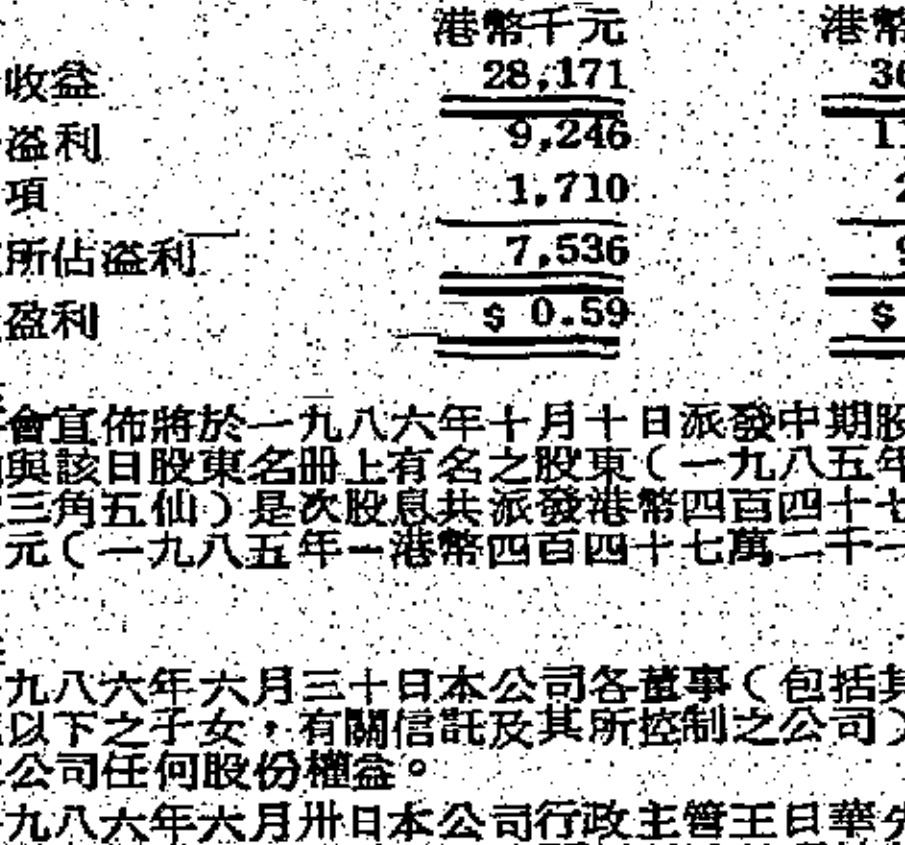 港幣千元 港幣
收益 28,171 36
溢利 9,246 11
項 1,710 2
所佔溢利 7,536 9
盈利 $ 0.59 $
會宣佈將於一九八六年十月十日派發中期股
與該日股東名册上有名之股東(一九八五年
三角五仙)是次股息共派發港幣四百四十七
元(一九八五年一港幣四百四十七萬二千一
九八六年六月三十日本公司各董事(包括其
以下之子女,有關信託及其所控制之公司)
公司任何股份權益。
九八六年六月卅日本公司行政主管王日華先